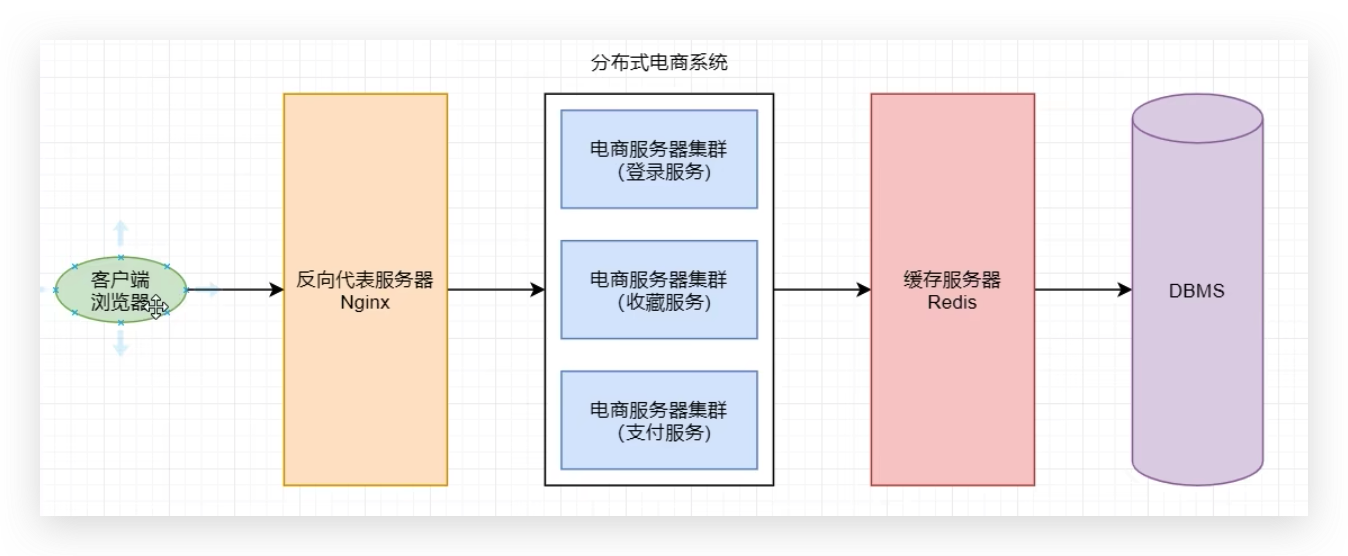 分布式电商系统
客户端
浏览器
反向代表服务器
Nginx
电商服务器集群
(登录服务)
电商服务器集群
(收藏服务)
电商服务器集群
(支付服务)
缓存服务器
Redis
DBMS